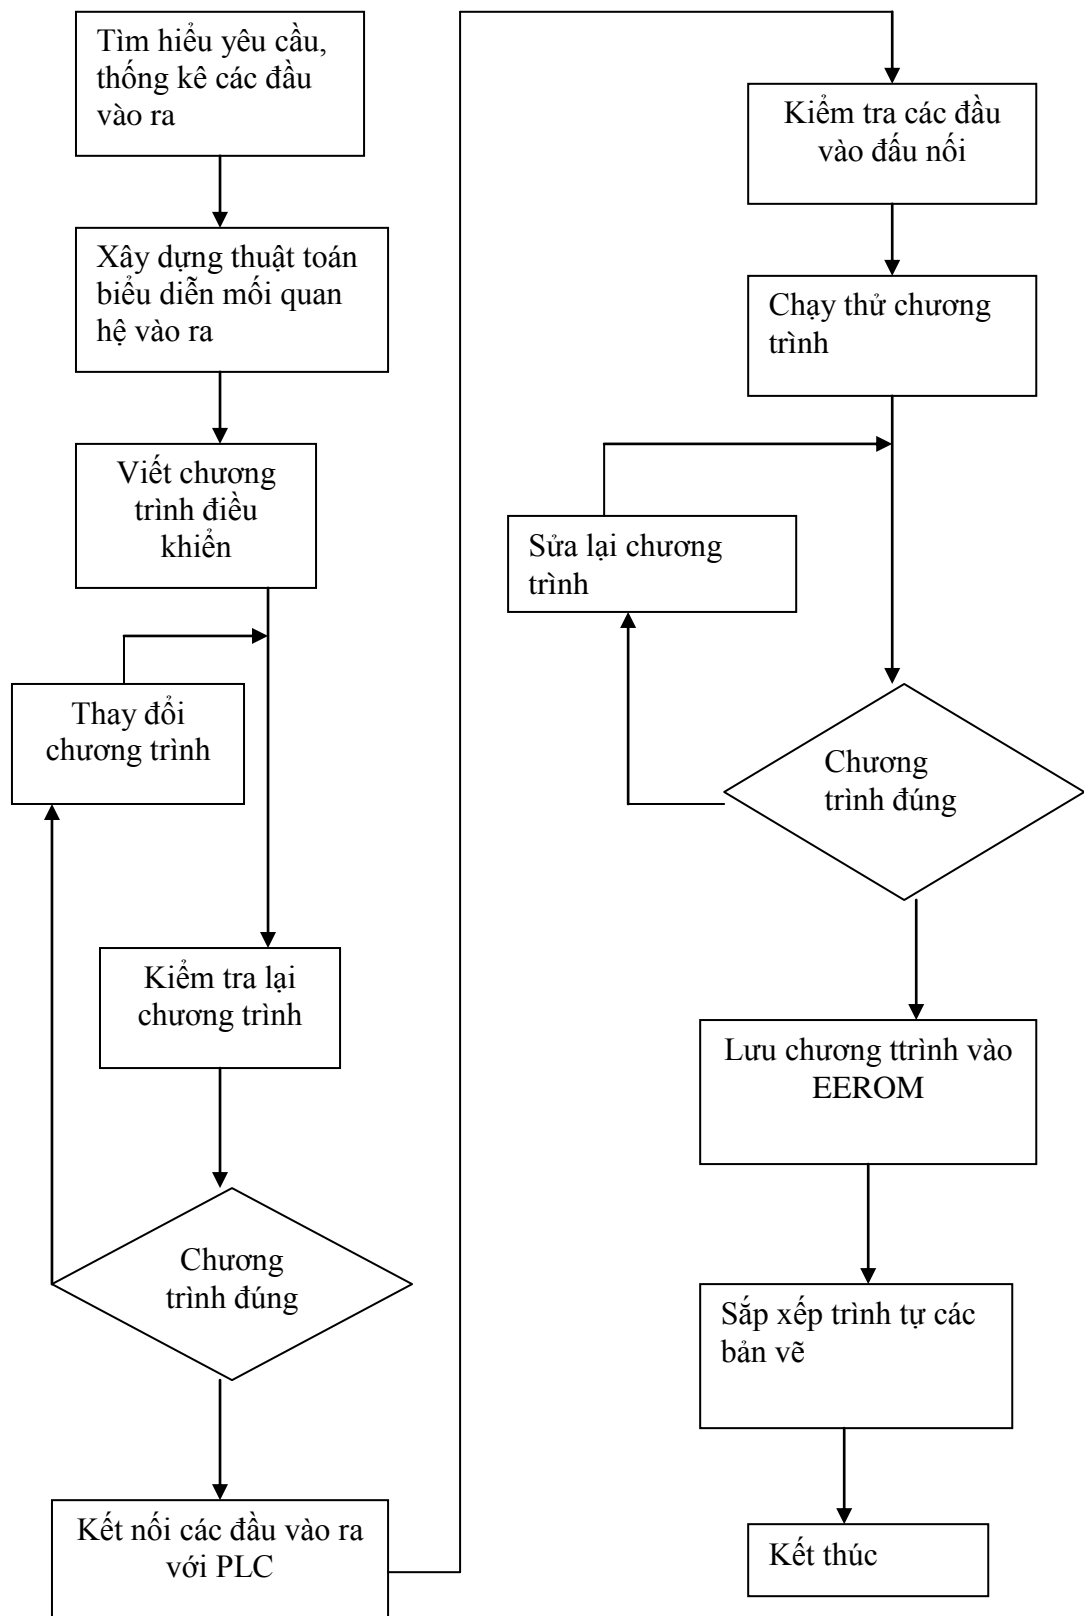 Tìm hiểu yêu cầu,
thống kê các đầu
vào ra
Xây dựng thuật toán
biểu diễn mối quan
hệ vào ra
Viết chương
trình điều
khiển
Thay đổi
chương trình
Kiểm tra lại
chương trình
Chương
trình đúng
Kết nối các đầu vào ra
với PLC
Kiểm tra các đầu
vào đấu nối
Chạy thử chương
trình
Sửa lại chương
trình
Chương
trình đúng
Lưu chương ttrình vào
EEROM
Sắp xếp trình tự các
bản vẽ
Kết thúc